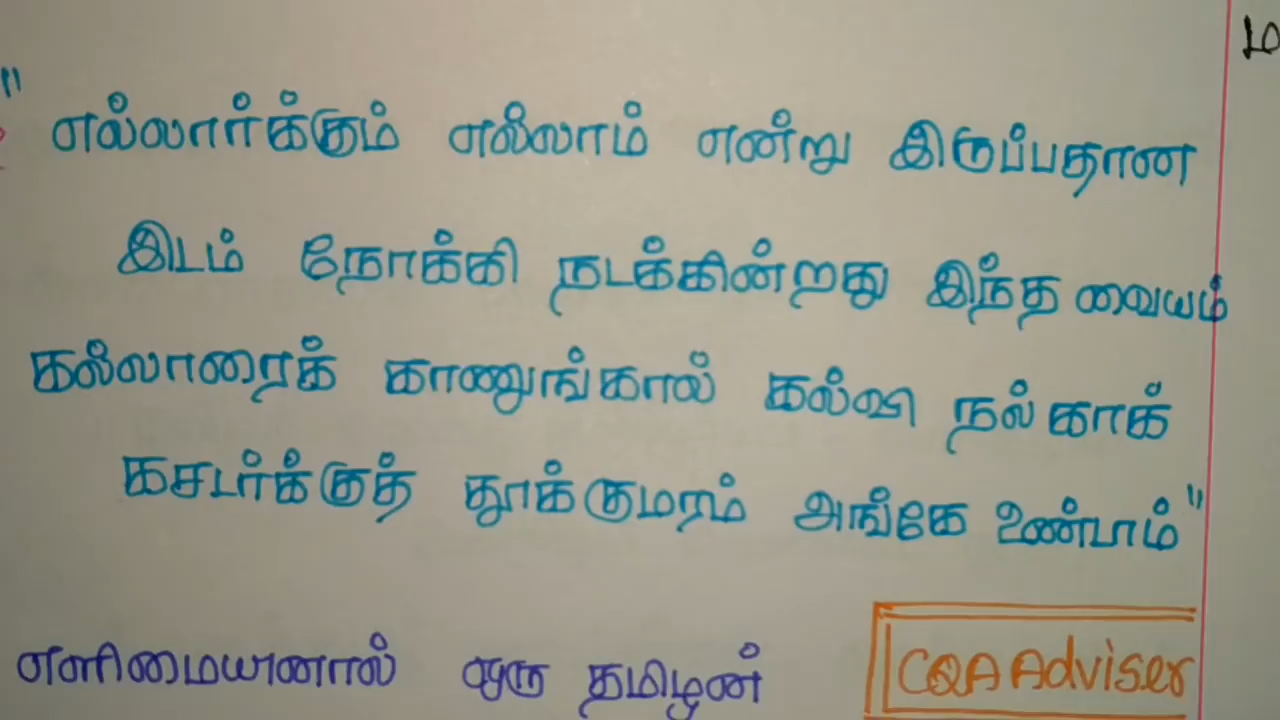 "எல்லார்க்கும் எல்லாம் என்று இருப்பதான
இடம் நோக்கி நடக்கின்றது இந்த வையம்
கல்லாரைக் காணுங்கால் கல்வி நல்காக்
கசடர்க்குத் தூக்குமரம் அங்கே உண்டாம்"
எளிமையினால் ஒரு தமிழன்
CQA Adviser